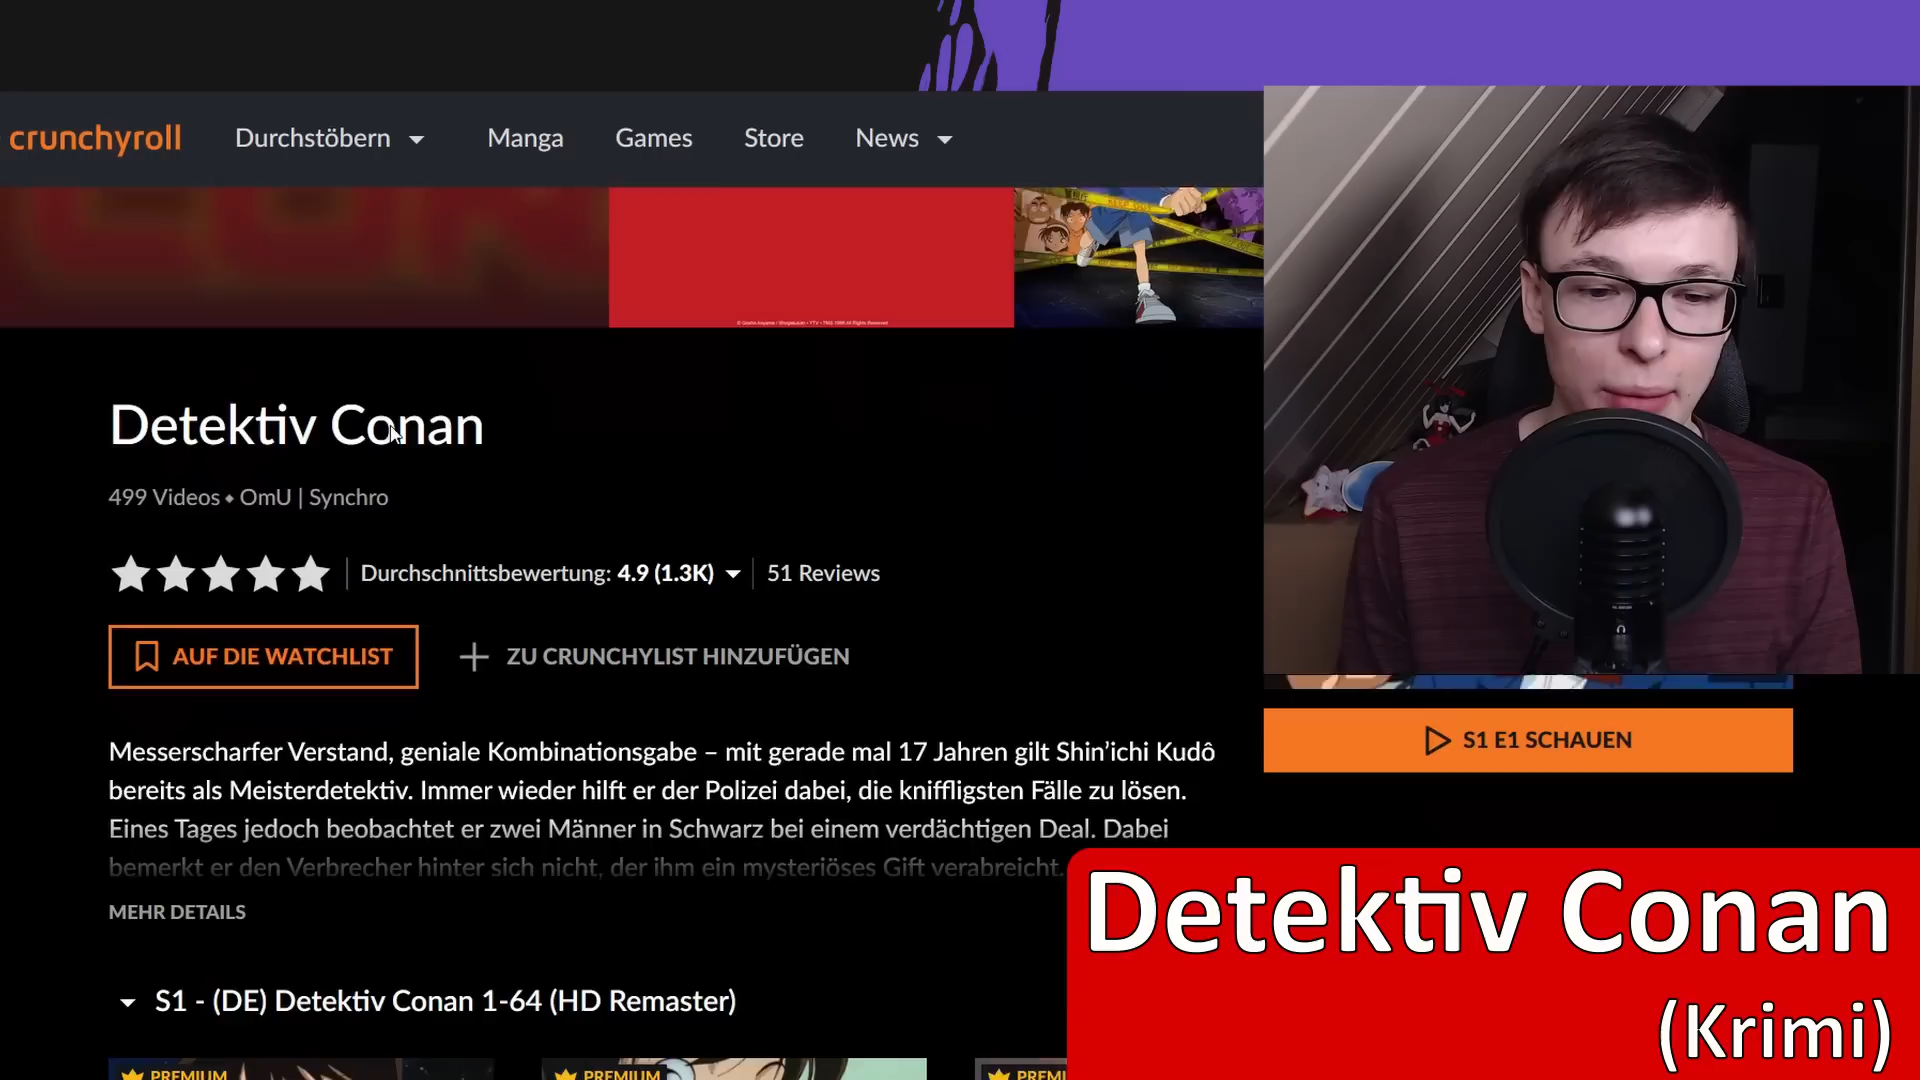 crunchyroll
Durchstöbern
Manga
Games
Store
News
Detektiv Conan
499 Videos ⬥ OmU | Synchro
Durchschnittsbewertung: 4.9 (1.3K)
51 Reviews
AUF DIE WATCHLIST
ZU CRUNCHYLIST HINZUFÜGEN
Messerscharfer Verstand, geniale Kombinationsgabe – mit gerade mal 17 Jahren gilt Shin’ichi Kudô
bereits als Meisterdetektiv. Immer wieder hilft er der Polizei dabei, die kniffligsten Fälle zu lösen.
Eines Tages jedoch beobachtet er zwei Männer in Schwarz bei einem verdächtigen Deal. Dabei
bemerkt er den Verbrecher hinter sich nicht, der ihm ein mysteriöses Gift verabreicht.
MEHR DETAILS
S1 E1 SCHAUEN
S1 - (DE) Detektiv Conan 1-64 (HD Remaster)
PREMIUM
PREMIUM
Detektiv Conan
(Krimi)